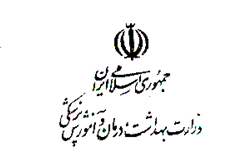 جمهوری اسلامی ایران
وزارت بهداشت، درمان و آموزش پزشکی